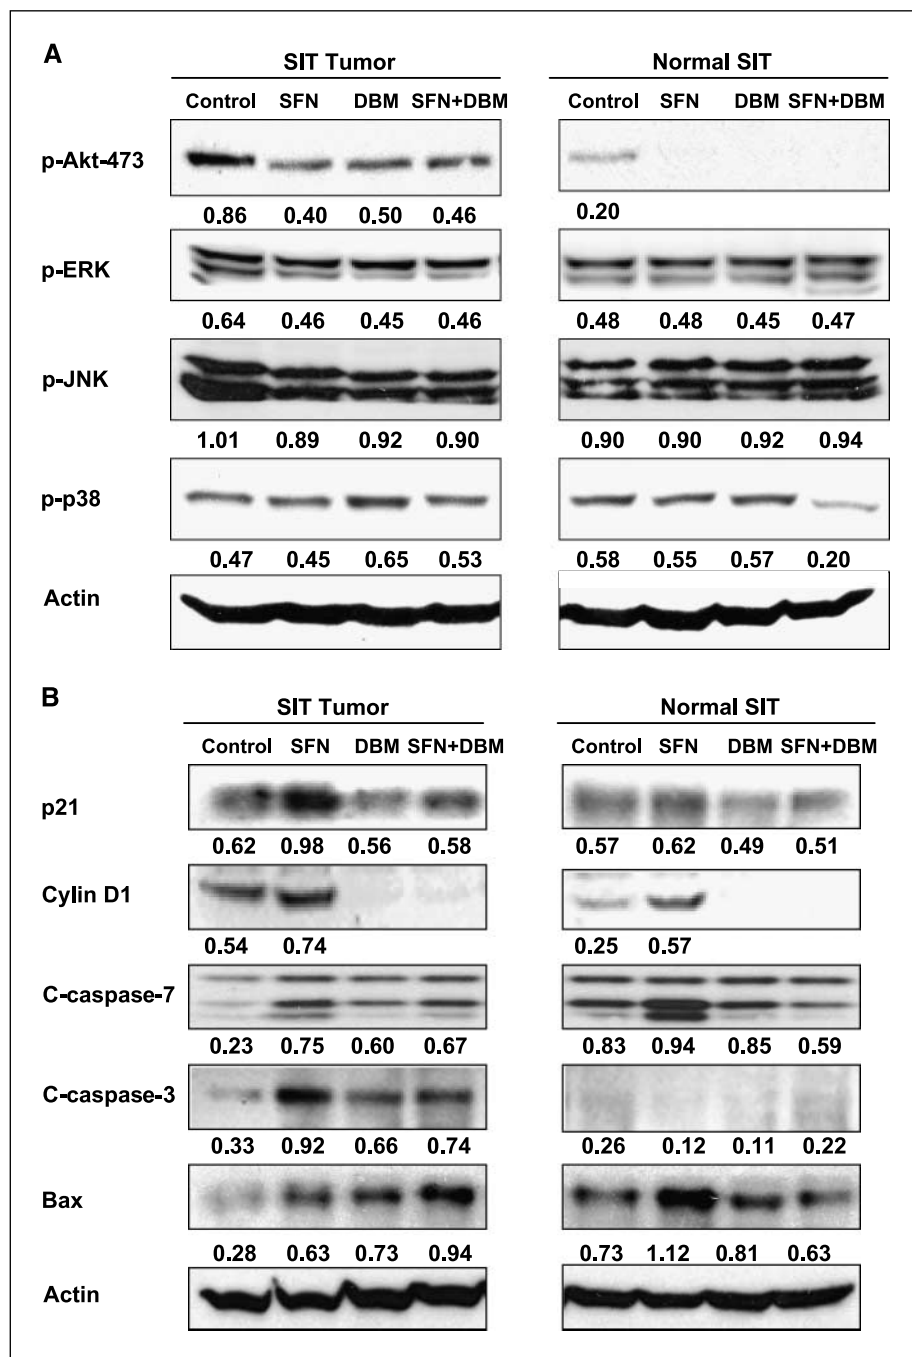 A
SIT Tumor Normal SIT
Control SFN DBM SFN+DBM Control SFN DBM SFN+DBM
p-Akt-473
0.86 0.40 0.50 0.46 0.20
p-ERK
0.64 0.46 0.45 0.46 0.48 0.48 0.45 0.47
p-JNK
1.01 0.89 0.92 0.90 0.90 0.90 0.92 0.94
p-p38
0.47 0.45 0.65 0.53 0.58 0.55 0.57 0.20
Actin
B
SIT Tumor Normal SIT
Control SFN DBM SFN+DBM Control SFN DBM SFN+DBM
p21
0.62 0.98 0.56 0.58 0.57 0.62 0.49 0.51
Cylin D1
0.54 0.74 0.25 0.57
C-caspase-7
0.23 0.75 0.60 0.67 0.83 0.94 0.85 0.59
C-caspase-3
0.33 0.92 0.66 0.74 0.26 0.12 0.11 0.22
Bax
0.28 0.63 0.73 0.94 0.73 1.12 0.81 0.63
Actin